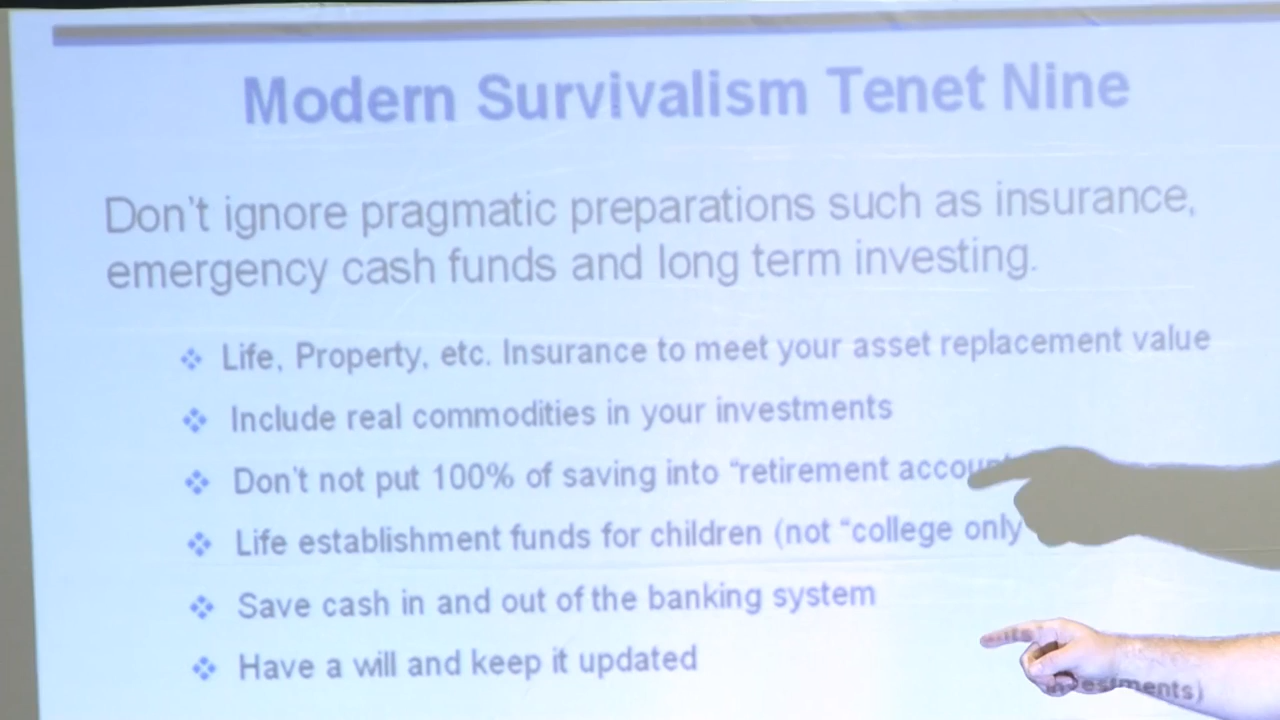 Modern Survivalism Tenet Nine
Don't ignore pragmatic preparations such as insurance,
emergency cash funds and long term investing.
Life, Property, etc. Insurance to meet your asset replacement value
Include real commodities in your investments
Don't not put 100% of saving into “retirement
Life establishment funds for children (not “college only
Save cash in and out of the banking system
Have a will and keep it updated
investments)